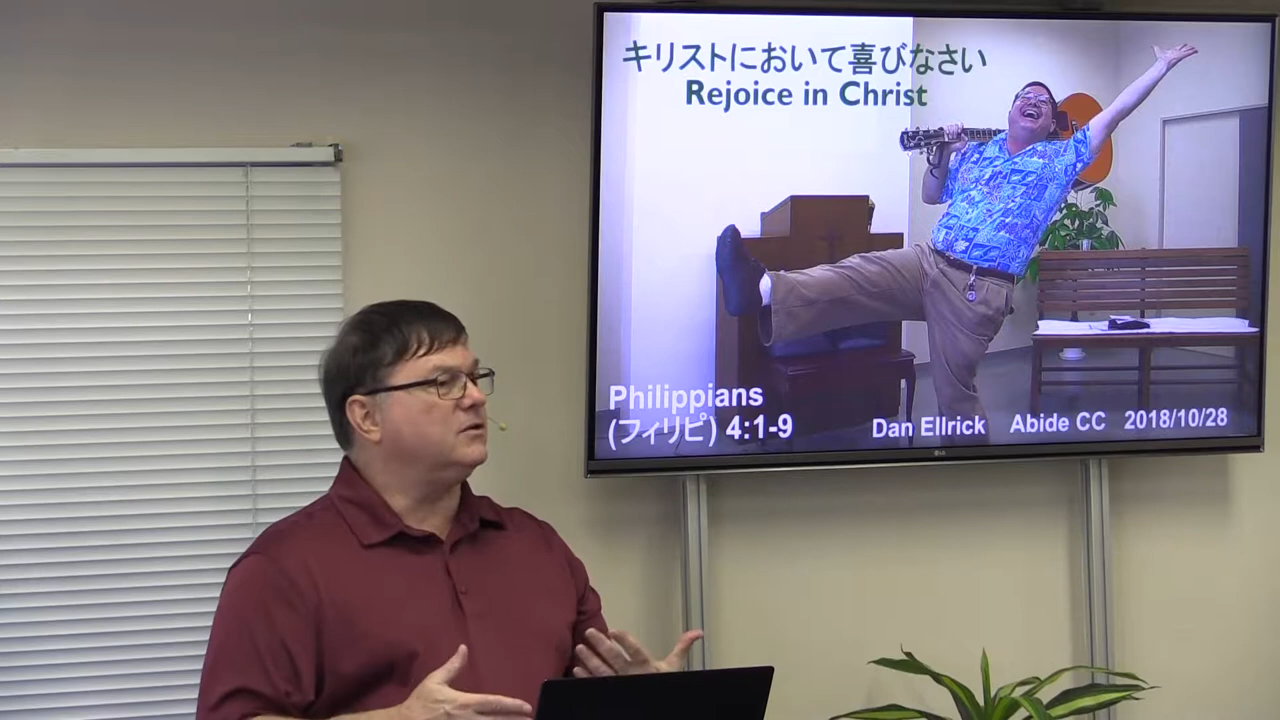 キリストにおいて喜びなさい
Rejoice in Christ
Philippians
(フィリピ) 4:1-9
Dan Ellrick Abide CC 2018/10/28
LG